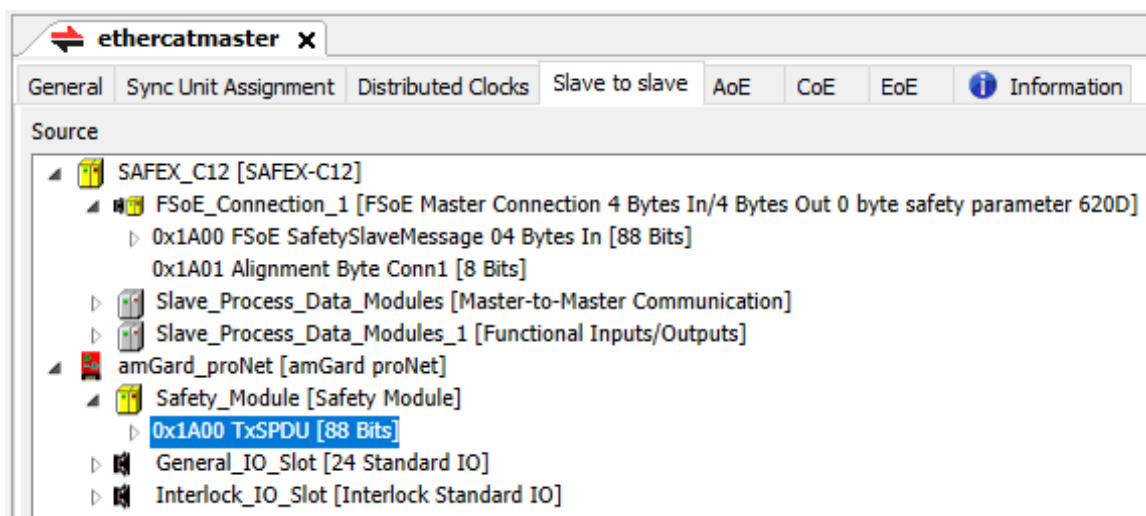 ethercatmaster x
General Sync Unit Assignment Distributed Clocks Slave to slave AoE CoE EoE Information
Source
SAFEX_C12 [SAFEX-C12]
FSoE_Connection_1 [FSoE Master Connection 4 Bytes In/4 Bytes Out 0 byte safety parameter 620D]
0x1A00 FSoE SafetySlaveMessage 04 Bytes In [88 Bits]
0x1A01 Alignment Byte Conn1 [8 Bits]
Slave_Process_Data_Modules [Master-to-Master Communication]
Slave_Process_Data_Modules_1 [Functional Inputs/Outputs]
amGard_proNet [amGard proNet]
Safety_Module [Safety Module]
0x1A00 TxSPDU [88 Bits]
General_IO_Slot [24 Standard IO]
Interlock_IO_Slot [Interlock Standard IO]